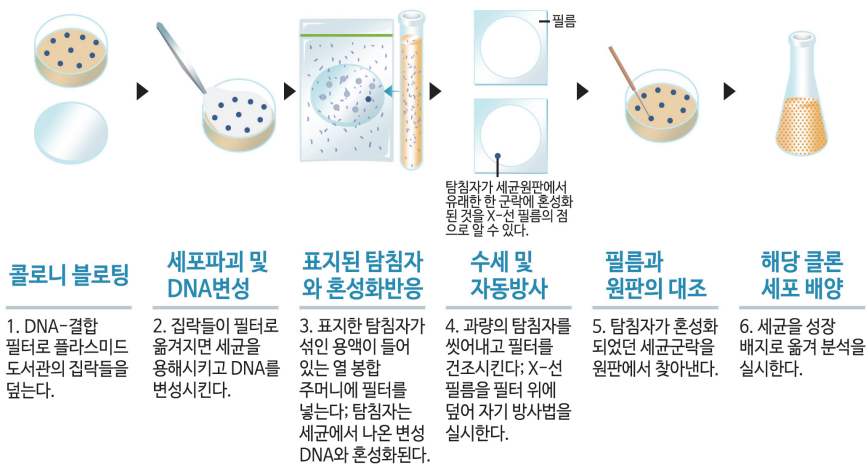 필름
탐침자가 세균원판에서
유래한 한 군락에 혼성화
된 것을 X-선 필름의 점
으로 알 수 있다.
콜로니 블로팅
1. DNA-결합
필터로 플라스미드
도서관의 집락들을
덮는다.
세포파괴 및
DNA변성
2. 집락들이 필터로
옮겨지면 세균을
용해시키고 DNA를
변성시킨다.
표지된 탐침자
와 혼성화반응
3. 표지한 탐침자가
섞인 용액이 들어
있는 열 봉합
주머니에 필터를
넣는다; 탐침자는
세균에서 나온 변성
DNA와 혼성화된다.
수세 및
자동방사
4. 과량의 탐침자를
씻어내고 필터를
건조시킨다; X-선
필름을 필터 위에
덮어 자기 방사법을
실시한다.
필름과
원판의 대조
5. 탐침자가 혼성화
되었던 세균군락을
원판에서 찾아낸다.
해당 클론
세포 배양
6. 세균을 성장
배지로 옮겨 분석을
실시한다.